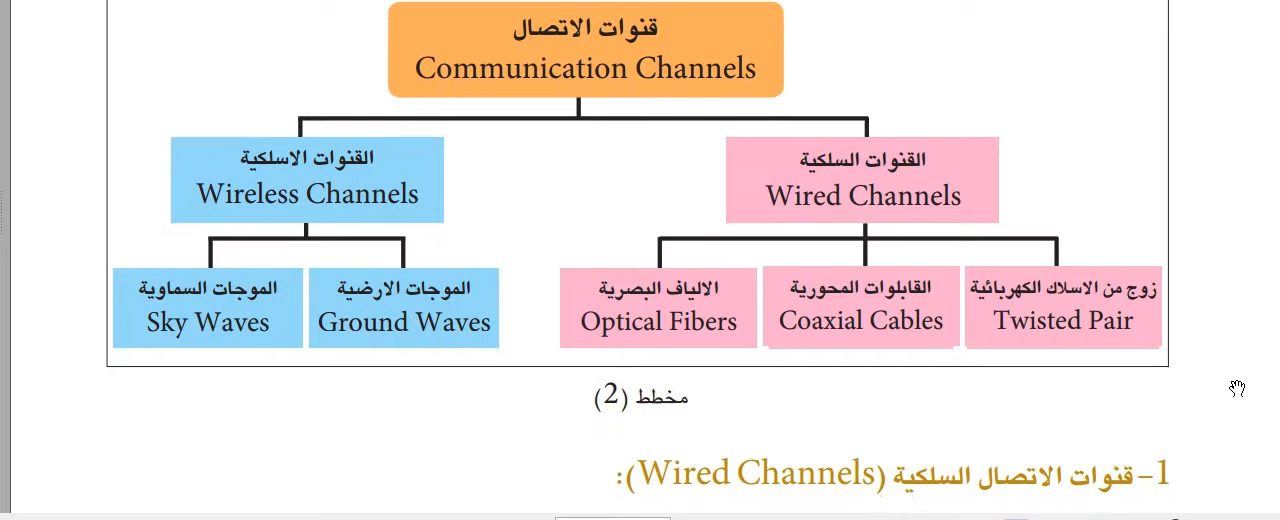 قنوات الاتصال
Communication Channels
القنوات السلكية
Wired Channels
القنوات الاسلكية
Wireless Channels
زوج من الاسلاك الكهربائية
Twisted Pair
القابلوات المحورية
Coaxial Cables
الالياف البصرية
Optical Fibers
الموجات الارضية
Ground Waves
الموجات السماوية
Sky Waves
مخطط (2)
1– قنوات الاتصال السلكية (Wired Channels):